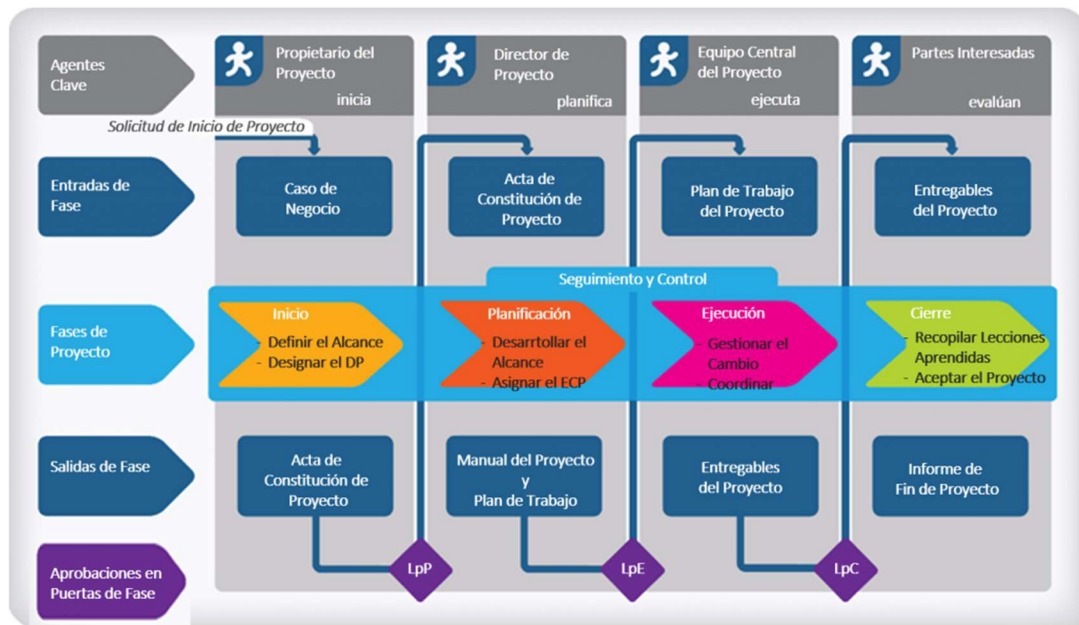 Agentes
Clave
Propietario del
Proyecto
inicia
Director de
Proyecto
planifica
Equipo Central
del Proyecto
ejecuta
Partes Interesadas
evalúan
Solicitud de Inicio de Proyecto
Entradas de
Fase
Caso de
Negocio
Acta de
Constitución de
Proyecto
Plan de Trabajo
del Proyecto
Entregables
del Proyecto
Seguimiento y Control
Fases de
Proyecto
Inicio
- Definir el Alcance
- Designar el DP
Planificación
- Desarrtollar el
Alcance
- Asignar el ECP
Ejecución
- Gestionar el
Cambio
- Coordinar
Cierre
- Recopilar Lecciones
Aprendidas
- Aceptar el Proyecto
Salidas de Fase
Acta de
Constitución de
Proyecto
Manual del Proyecto
y
Plan de Trabajo
Entregables
del Proyecto
Informe de
Fin de Proyecto
Aprobaciones en
Puertas de Fase
LpP
LpE
LpC